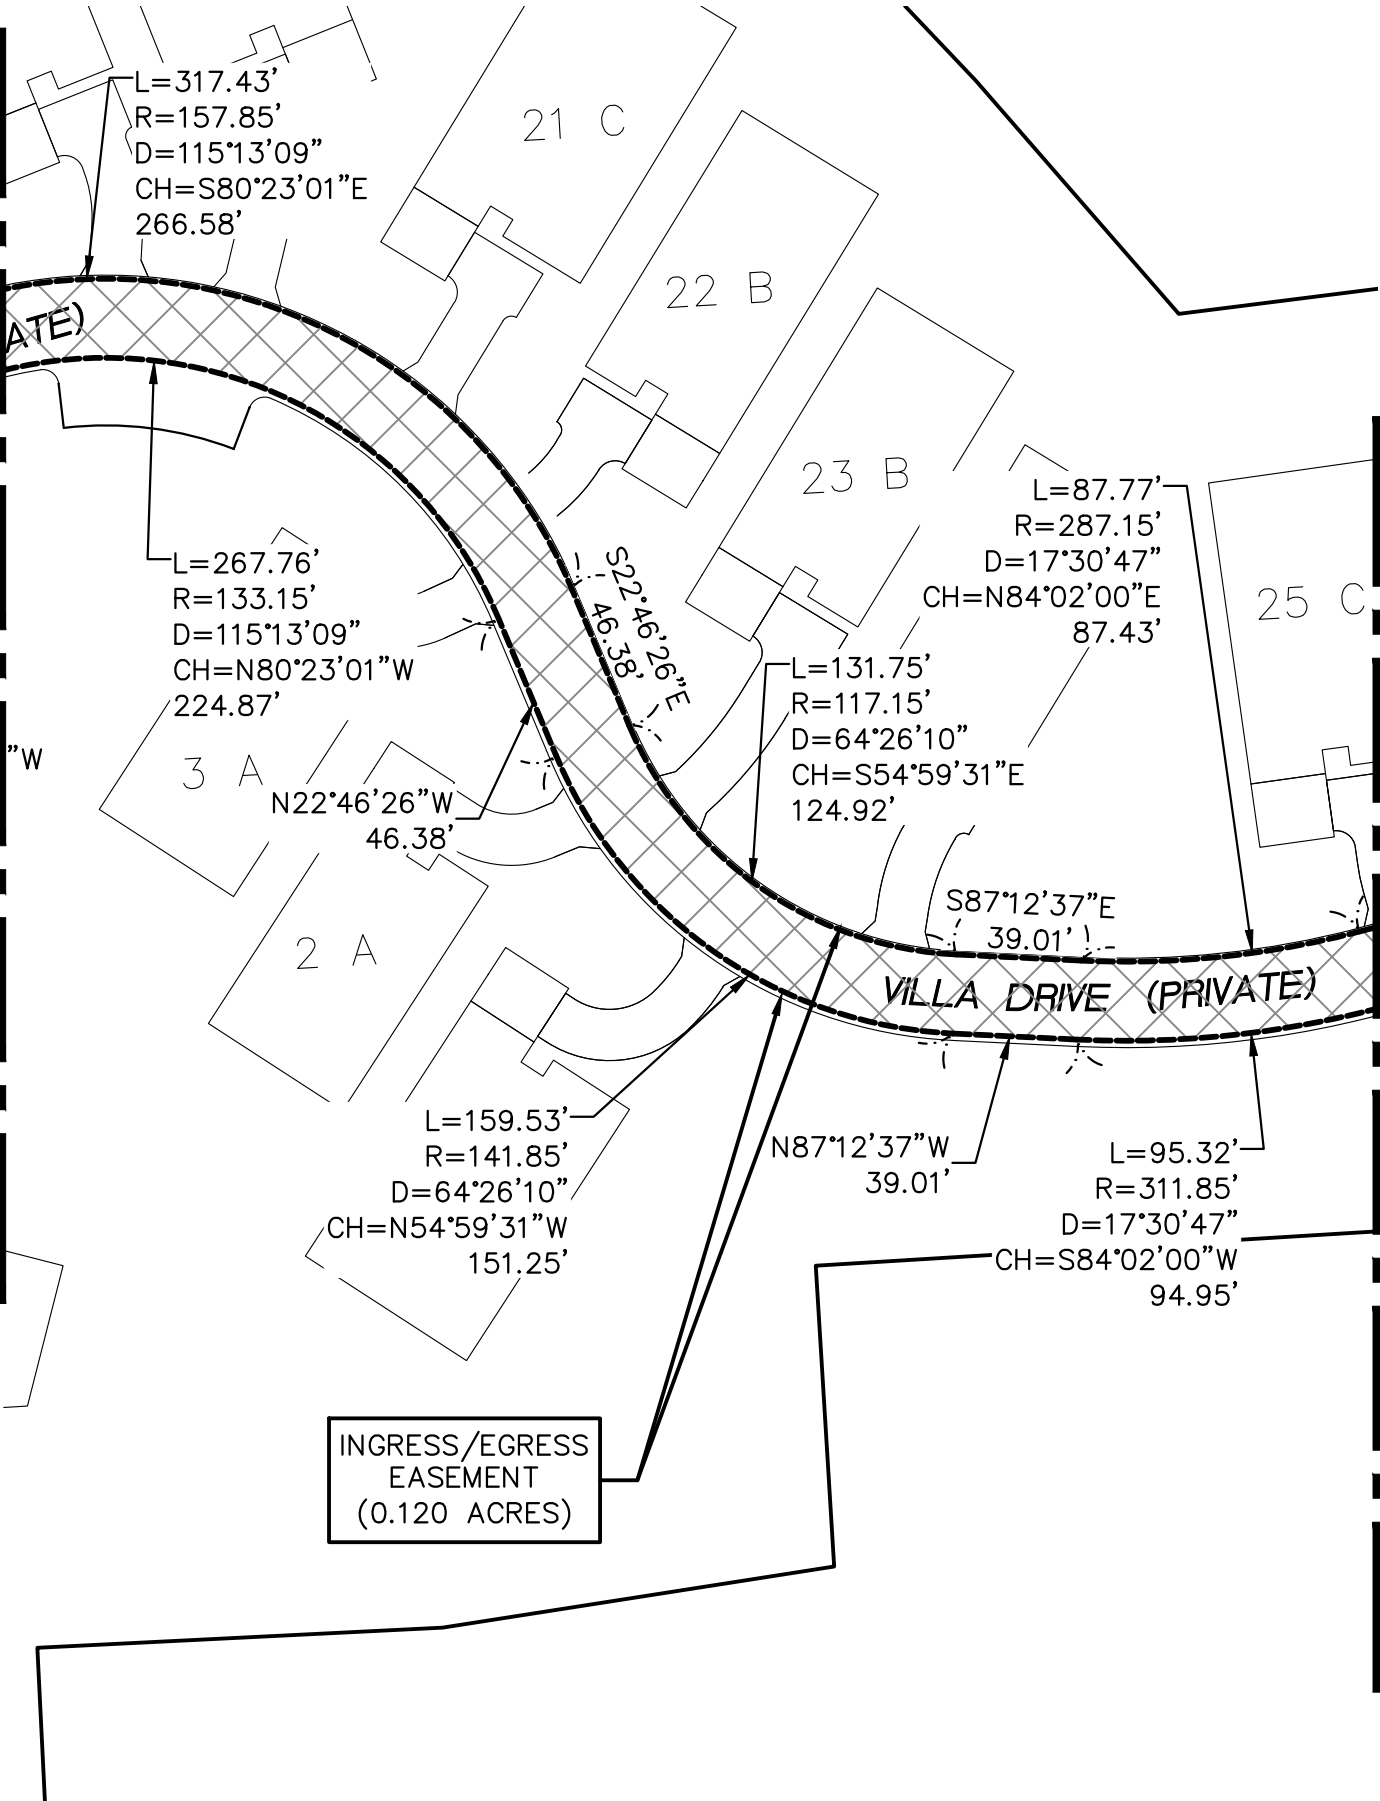 L=317.43'
R=157.85'
D=115°13'09"
CH=S80°23'01"E
266.58'
21 C
22 B
23 B
ATE)
L=87.77'
R=287.15'
D=17°30'47"
CH=N84°02'00"E
87.43'
25 C
L=267.76'
R=133.15'
D=115°13'09"
CH=N80°23'01"W
224.87'
S22°46'26"E
46.38'
L=131.75'
R=117.15'
D=64°26'10"
CH=S54°59'31"E
124.92'
"W
3 A
N22°46'26"W
46.38'
2 A
S87°12'37"E
39.01'
VILLA DRIVE (PRIVATE)
L=159.53'
R=141.85'
D=64°26'10"
CH=N54°59'31"W
151.25'
N87°12'37"W
39.01'
L=95.32'
R=311.85'
D=17°30'47"
CH=S84°02'00"W
94.95'
INGRESS/EGRESS
EASEMENT
(0.120 ACRES)